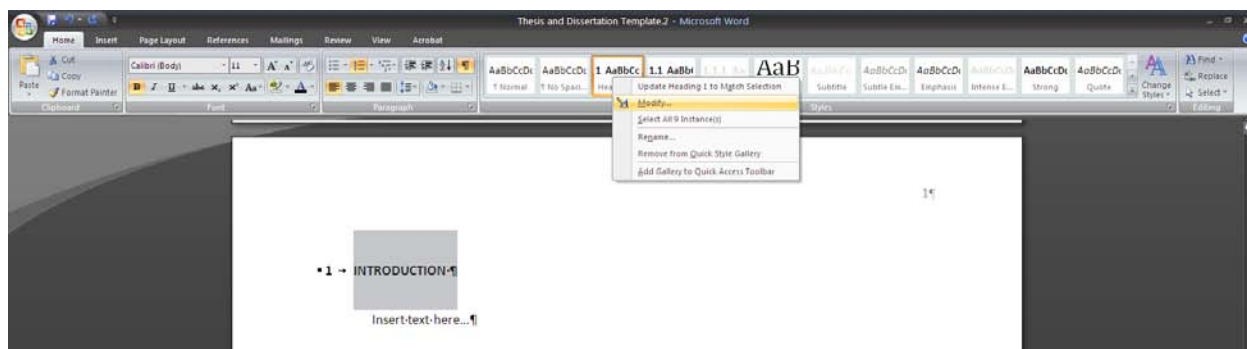 Thesis and Dissertation Template.2 - Microsoft Word
Home Insert Page Layout References Mailings Review View Acrobat
Cut
Copy
Paste
Format Painter
Clipboard
Calibri (Body) 11
B I U abc x₂ x² Aa
Font
Paragraph
AaBbCcDc AaBbCcDc 1 AaBbCc 1.1 AaBb AaB AaBbCcDc AaBbCcDc AaBbCcDc AaBbCcDc
¶ Normal ¶ No Spaci... Subtitle Subtle Em... Emphasis Intense E... Strong Quote
Styles
Change Styles
Find
Replace
Select
Editing
Update Heading 1 to Match Selection
Modify...
Select All 9 Instance(s)
Rename...
Remove from Quick Style Gallery
Add Gallery to Quick Access Toolbar
1¶
1 → INTRODUCTION·¶
Insert·text·here...¶